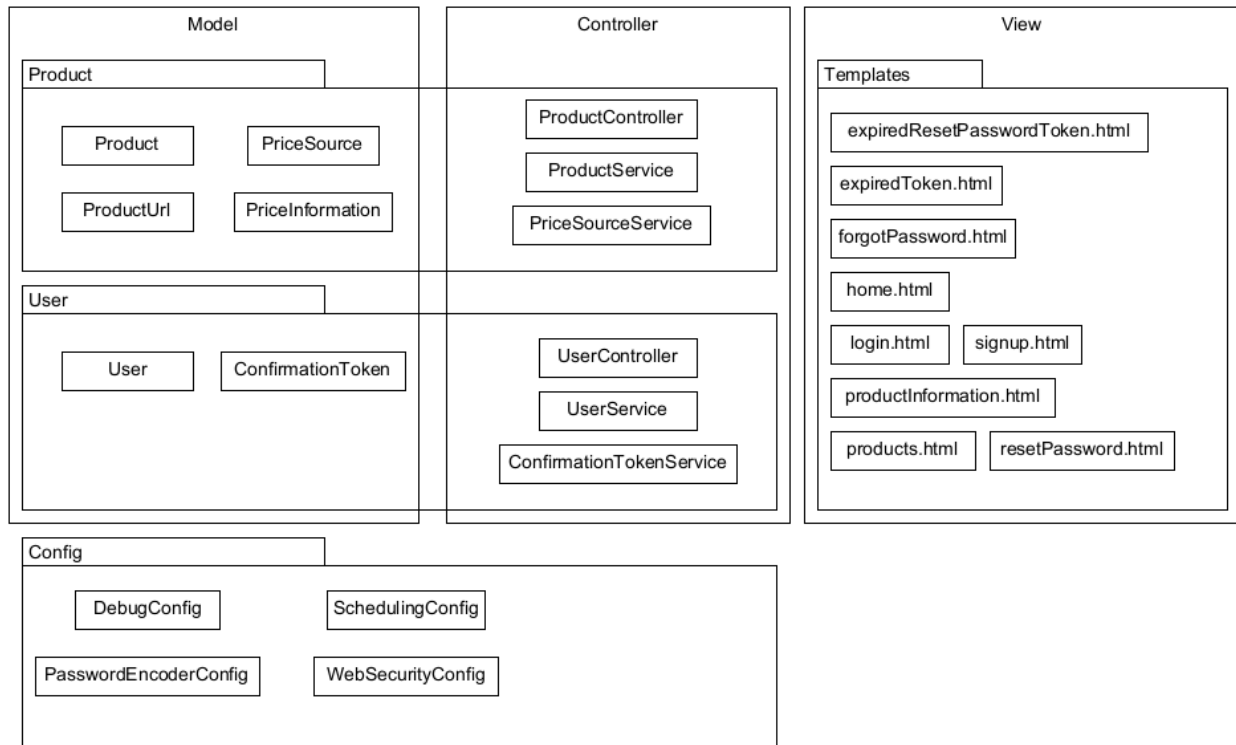 Model
Controller
View
Product
Templates
Product
PriceSource
ProductUrl
PriceInformation
ProductController
ProductService
PriceSourceService
expiredResetPasswordToken.html
expiredToken.html
forgotPassword.html
home.html
login.html
signup.html
productInformation.html
products.html
resetPassword.html
User
User
ConfirmationToken
UserController
UserService
ConfirmationTokenService
Config
DebugConfig
SchedulingConfig
PasswordEncoderConfig
WebSecurityConfig